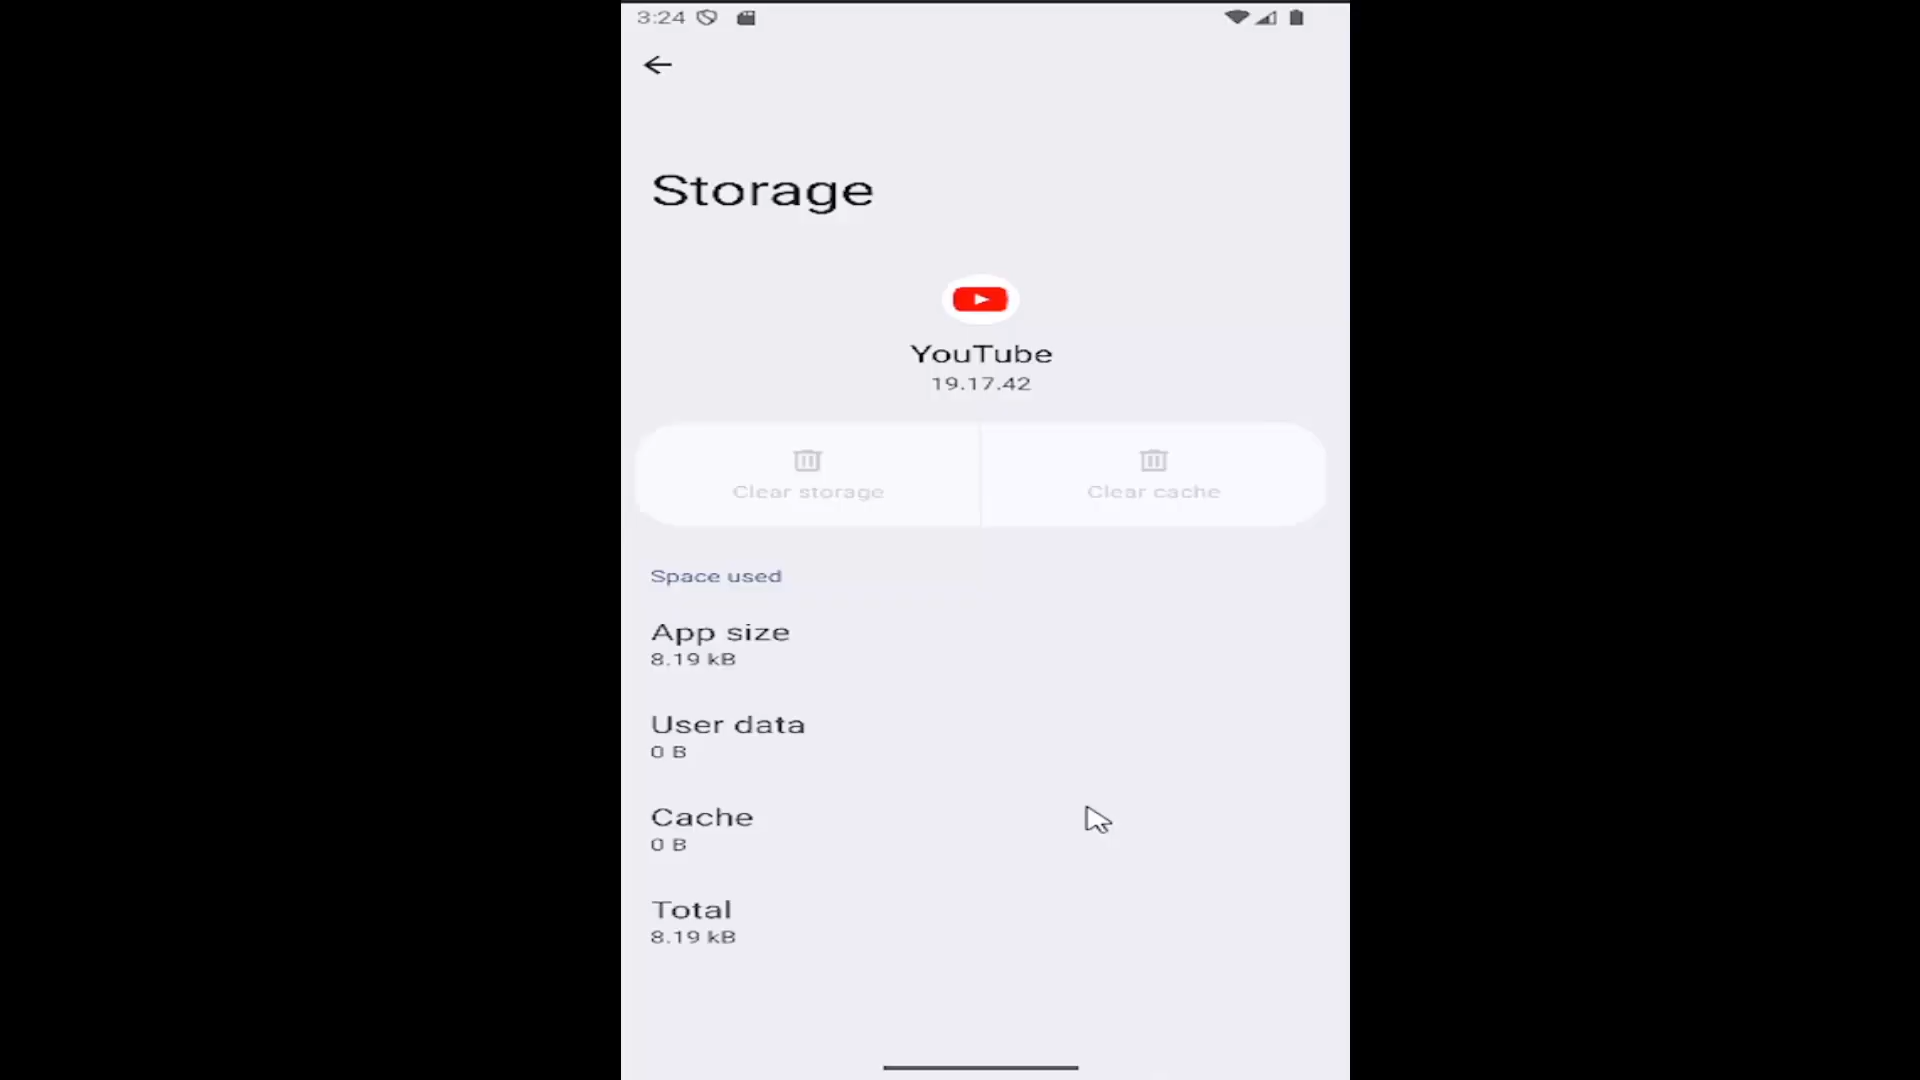 3:24
Storage
YouTube
19.17.42
Clear storage
Clear cache
Space used
App size
8.19 kB
User data
0 B
Cache
0 B
Total
8.19 kB